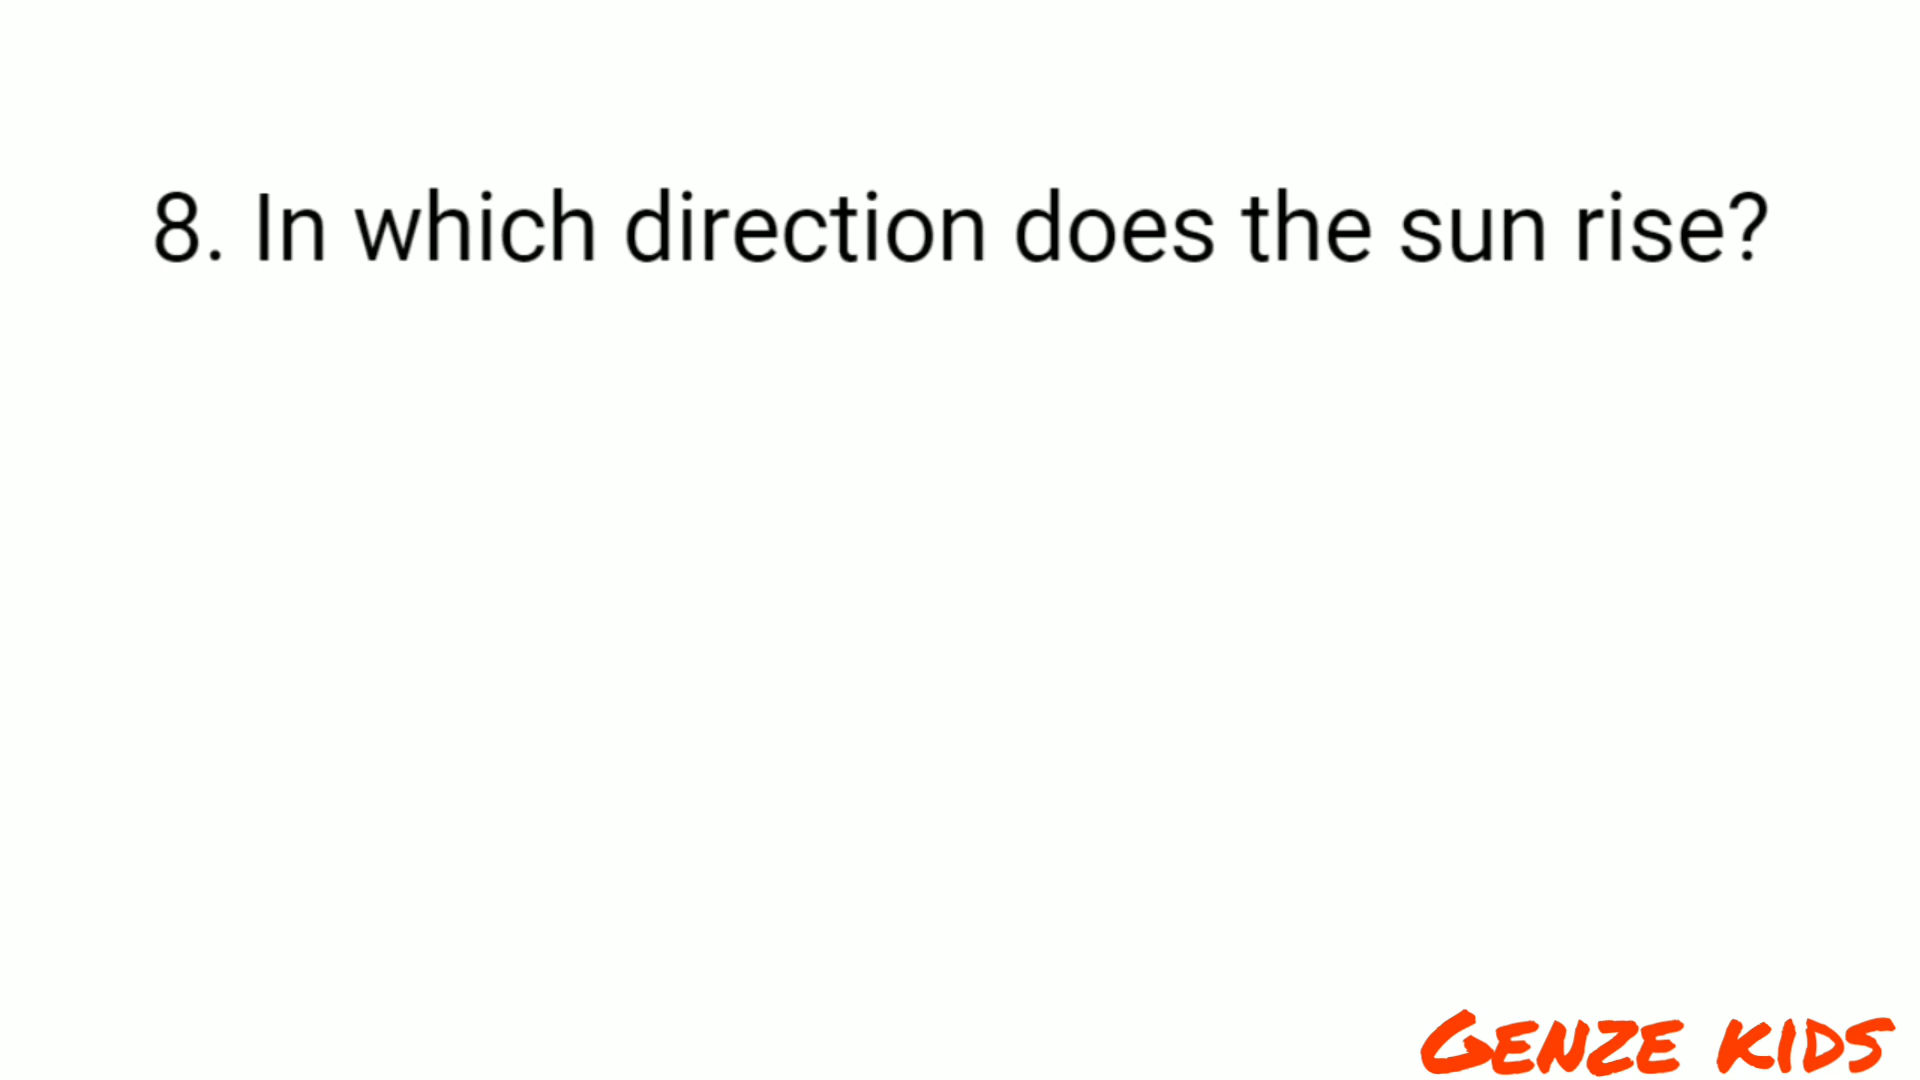 8. In which direction does the sun rise?
GENZE KIDS